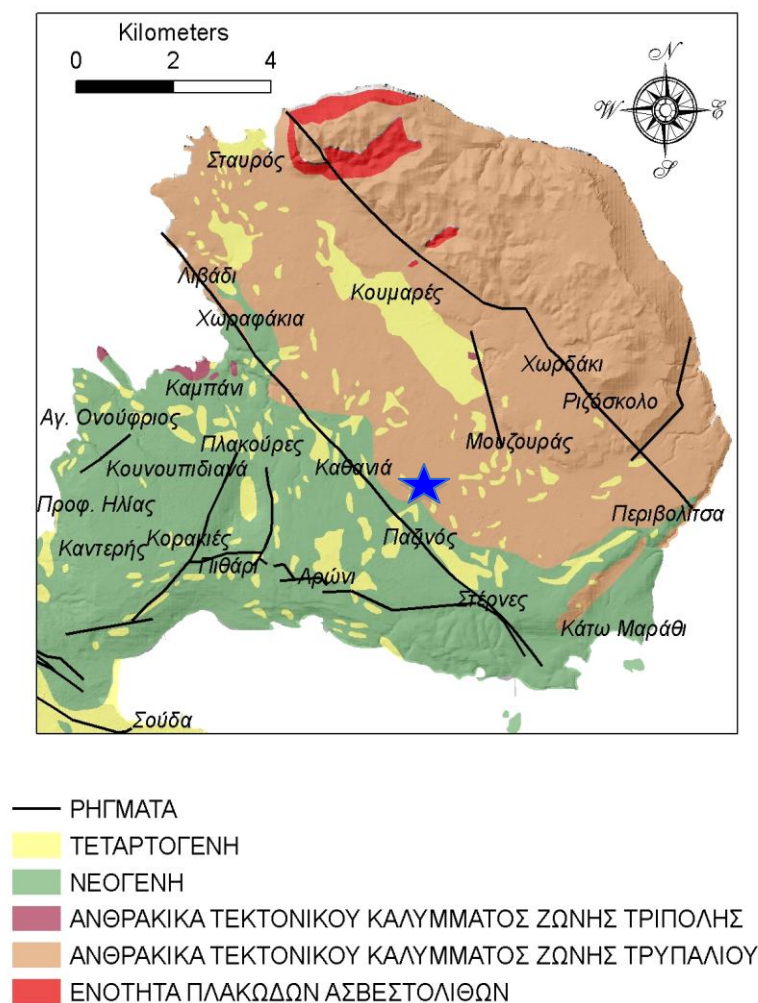 Kilometers
0 2 4
N
W E
S
Σταυρός
Λιβάδι
Κουμαρές
Χωραφάκια
Χωρδάκι
Καμπάνι
Ριζόσκολο
Αγ. Ονούφριος
Πλακούρες
Μουζουράς
Κουνουπιδιανά
Καθανιά
Προφ. Ηλίας
Περιβολίτσα
Κορακιές
Παζινός
Καντερής
Πιθάρι
Αρώνι
Στέρνες
Κάτω Μαράθι
Σούδα
ΡΗΓΜΑΤΑ
ΤΕΤΑΡΤΟΓΕΝΗ
ΝΕΟΓΕΝΗ
ΑΝΘΡΑΚΙΚΑ ΤΕΚΤΟΝΙΚΟΥ ΚΑΛΥΜΜΑΤΟΣ ΖΩΝΗΣ ΤΡΙΠΟΛΗΣ
ΑΝΘΡΑΚΙΚΑ ΤΕΚΤΟΝΙΚΟΥ ΚΑΛΥΜΜΑΤΟΣ ΖΩΝΗΣ ΤΡΥΠΑΛΙΟΥ
ΕΝΟΤΗΤΑ ΠΛΑΚΩΔΩΝ ΑΣΒΕΣΤΟΛΙΘΩΝ